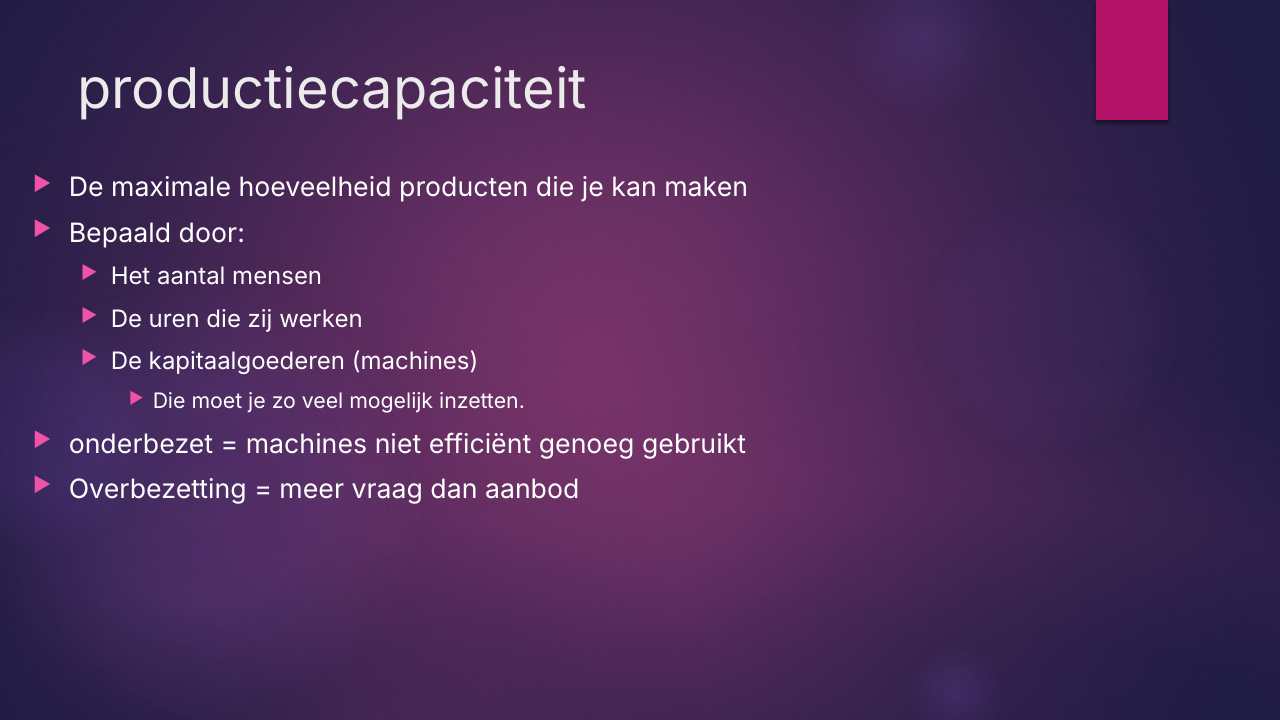 productiecapaciteit
De maximale hoeveelheid producten die je kan maken
Bepaald door:
Het aantal mensen
De uren die zij werken
De kapitaalgoederen (machines)
Die moet je zo veel mogelijk inzetten.
onderbezet = machines niet efficiënt genoeg gebruikt
Overbezetting = meer vraag dan aanbod